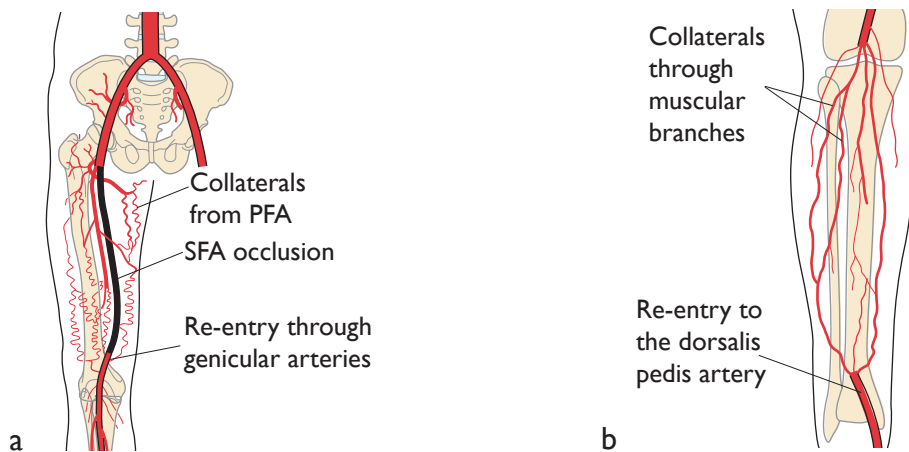 Collaterals
from PFA
SFA occlusion
Re-entry through
genicular arteries
a
Collaterals
through
muscular
branches
Re-entry to
the dorsalis
pedis artery
b